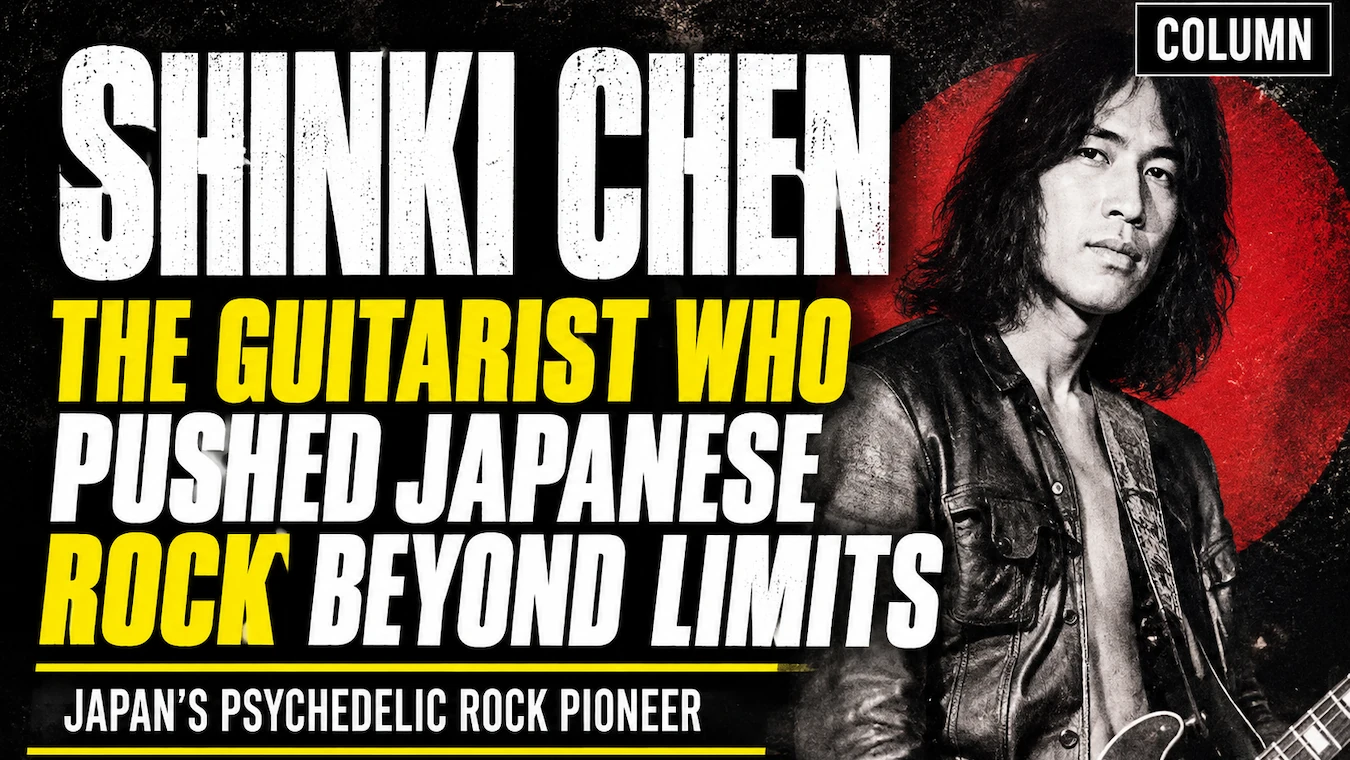 COLUMN
SHINKI CHEN
THE GUITARIST WHO
PUSHED JAPANESE
ROCK BEYOND LIMITS
JAPAN'S PSYCHEDELIC ROCK PIONEER